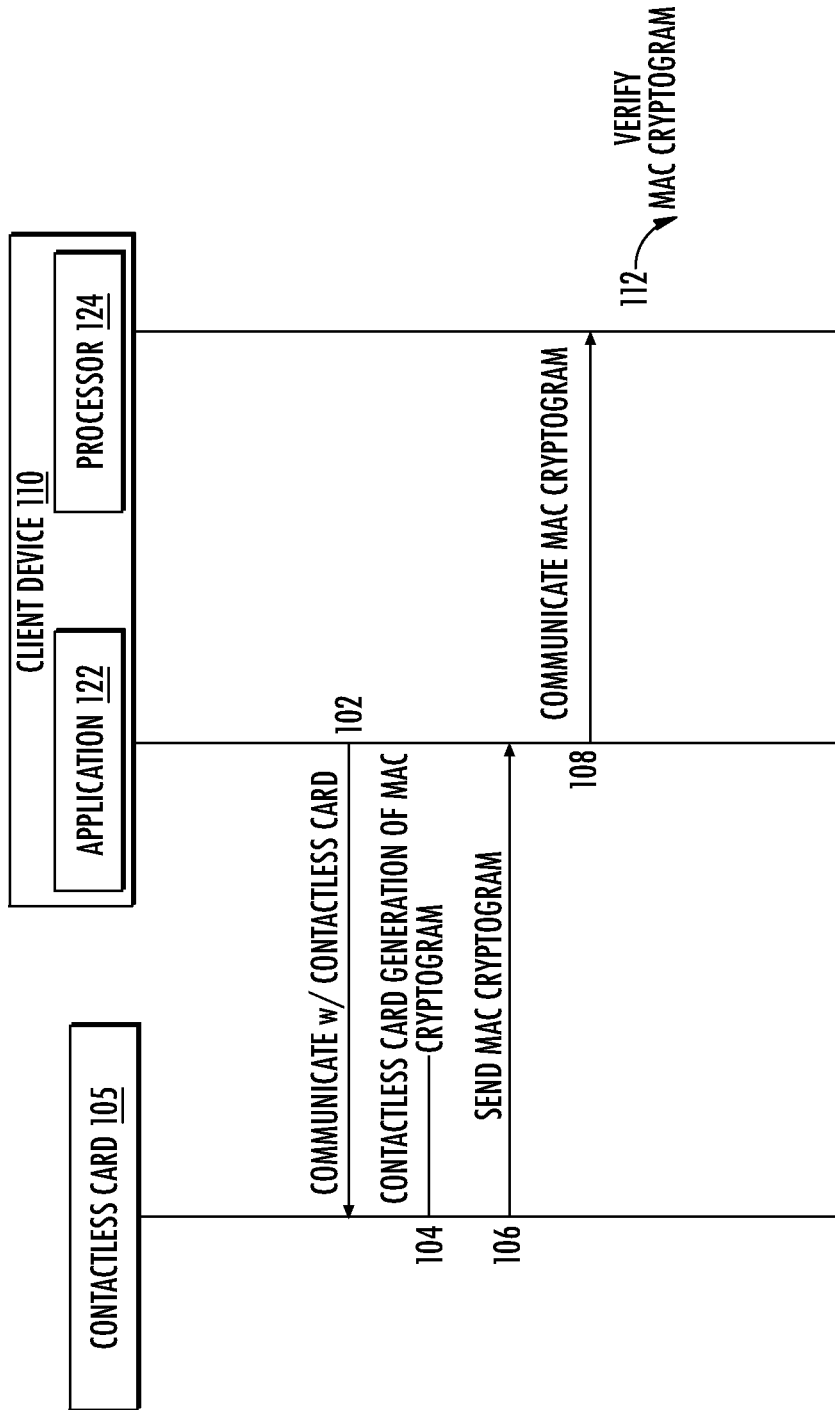 CONTACTLESS CARD 105
CLIENT DEVICE 110
APPLICATION 122
PROCESSOR 124
COMMUNICATE w/ CONTACTLESS CARD
102
CONTACTLESS CARD GENERATION OF MAC
CRYPTOGRAM
104
106
SEND MAC CRYPTOGRAM
108
COMMUNICATE MAC CRYPTOGRAM
112
VERIFY
MAC CRYPTOGRAM